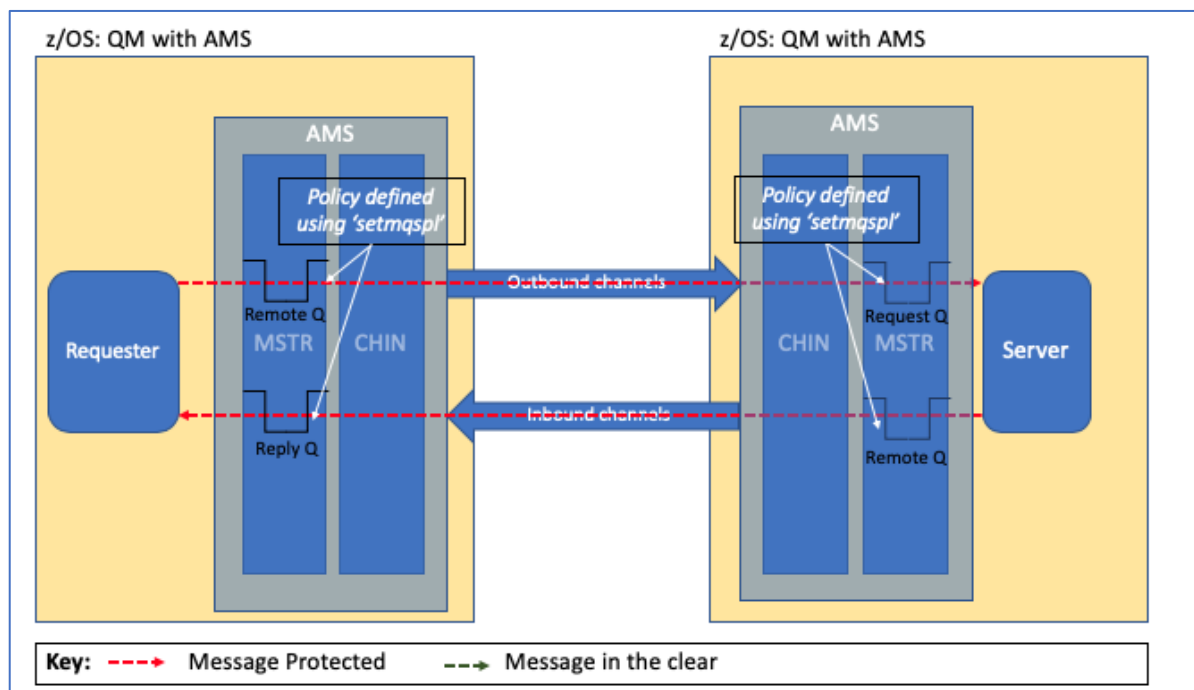 z/OS: QM with AMS
z/OS: QM with AMS
AMS
AMS
Policy defined
using ‘setmqspl’
Policy defined
using ‘setmqspl’
Outbound channels
Remote Q
Request Q
Requester
MSTR
CHIN
CHIN
MSTR
Server
Inbound channels
Reply Q
Remote Q
Key:
Message Protected
Message in the clear